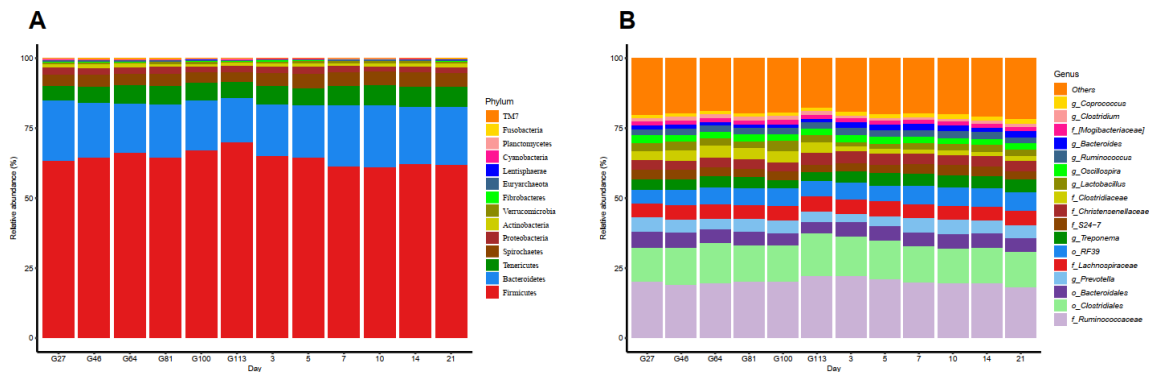 A
B
Relative abundance (%)
100
75
50
25
0
G27 G46 G64 G81 G100 G113 3 5 7 10 14 21
Day
Phylum
TM7
Fusobacteria
Planctomycetes
Cyanobacteria
Lentisphaerae
Euryarchaeota
Fibrobacteres
Verrucomicrobia
Actinobacteria
Proteobacteria
Spirochaetes
Tenericutes
Bacteroidetes
Firmicutes
Relative abundance (%)
100
75
50
25
0
G27 G46 G64 G81 G100 G113 3 5 7 10 14 21
Day
Genus
Others
g_Coprococcus
g_Clostridium
f_[Mogibacteriaceae]
g_Bacteroides
g_Ruminococcus
g_Oscillospira
g_Lactobacillus
f_Clostridiaceae
f_Christensenellaceae
f_S24-7
g_Treponema
o_RF39
f_Lachnospiraceae
g_Prevotella
o_Bacteroidales
o_Clostridiales
f_Ruminococcaceae